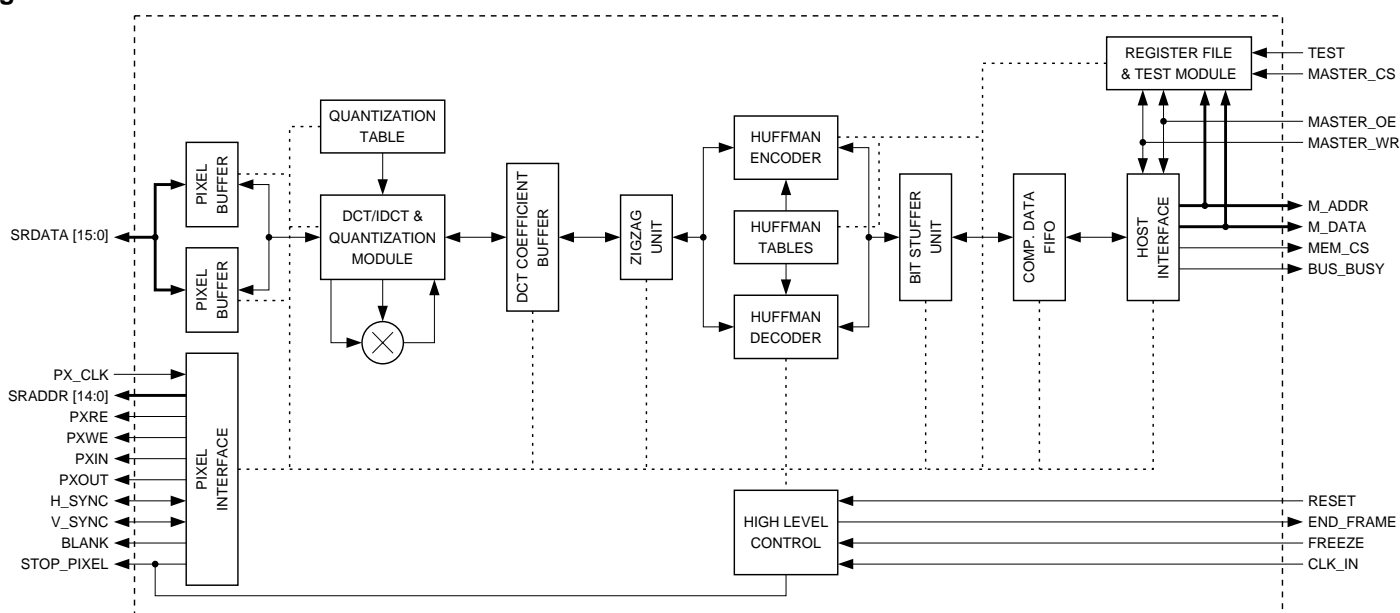 REGISTER FILE
& TEST MODULE
TEST
MASTER_CS
MASTER_OE
MASTER_WR
QUANTIZATION
TABLE
PIXEL
BUFFER
PIXEL
BUFFER
SRDATA [15:0]
DCT/IDCT &
QUANTIZATION
MODULE
DCT COEFFICIENT
BUFFER
ZIGZAG
UNIT
HUFFMAN
ENCODER
HUFFMAN
TABLES
HUFFMAN
DECODER
BIT STUFFER
UNIT
COMP. DATA
FIFO
HOST
INTERFACE
M_ADDR
M_DATA
MEM_CS
BUS_BUSY
PX_CLK
SRADDR [14:0]
PXRE
PXWE
PXIN
PXOUT
H_SYNC
V_SYNC
BLANK
STOP_PIXEL
PIXEL
INTERFACE
HIGH LEVEL
CONTROL
RESET
END_FRAME
FREEZE
CLK_IN